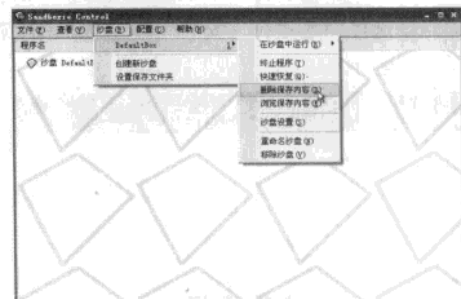 Sandboxie Control
文件(F) 查看(V) 沙盘(S) 配置(C) 帮助(H)
程序名
沙盘 Default
DefaultBox
创建新沙盘
设置保存文件夹
在沙盘中运行(R)
终止程序(T)
快速恢复(Q)
删除保存内容
浏览保存内容
沙盘设置(S)
重命名沙盘
移除沙盘(V)